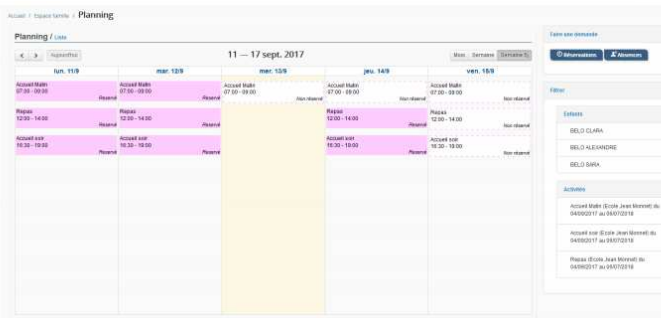 Accueil / Espace famille / Planning
Planning / Liste
Aujourd'hui
11 — 17 sept. 2017
Mois Semaine Semaine 5j
lun. 11/9 mar. 12/9 mer. 13/9 jeu. 14/9 ven. 15/9
Accueil Matin Accueil Matin Accueil Matin Accueil Matin Accueil Matin
07:00 - 09:00 07:00 - 09:00 07:00 - 09:00 07:00 - 09:00 07:00 - 09:00
Réservé Réservé Non réservé Non réservé Non réservé
Repas Repas Repas Repas
12:00 - 14:00 12:00 - 14:00 12:00 - 14:00 12:00 - 14:00
Réservé Réservé Réservé Non réservé
Accueil soir Accueil soir Accueil soir Accueil soir
16:30 - 19:00 16:30 - 19:00 16:30 - 19:00 16:30 - 19:00
Réservé Réservé Réservé Non réservé
Faire une demande
Réservations Absences
Filtrer
Enfants
BELO CLARA
BELO ALEXANDRE
BELO SARA
Activités
Accueil Matin (Ecole Jean Monnet) du
04/09/2017 au 06/07/2018
Accueil soir (Ecole Jean Monnet) du
04/09/2017 au 06/07/2018
Repas (Ecole Jean Monnet) du
04/09/2017 au 06/07/2018